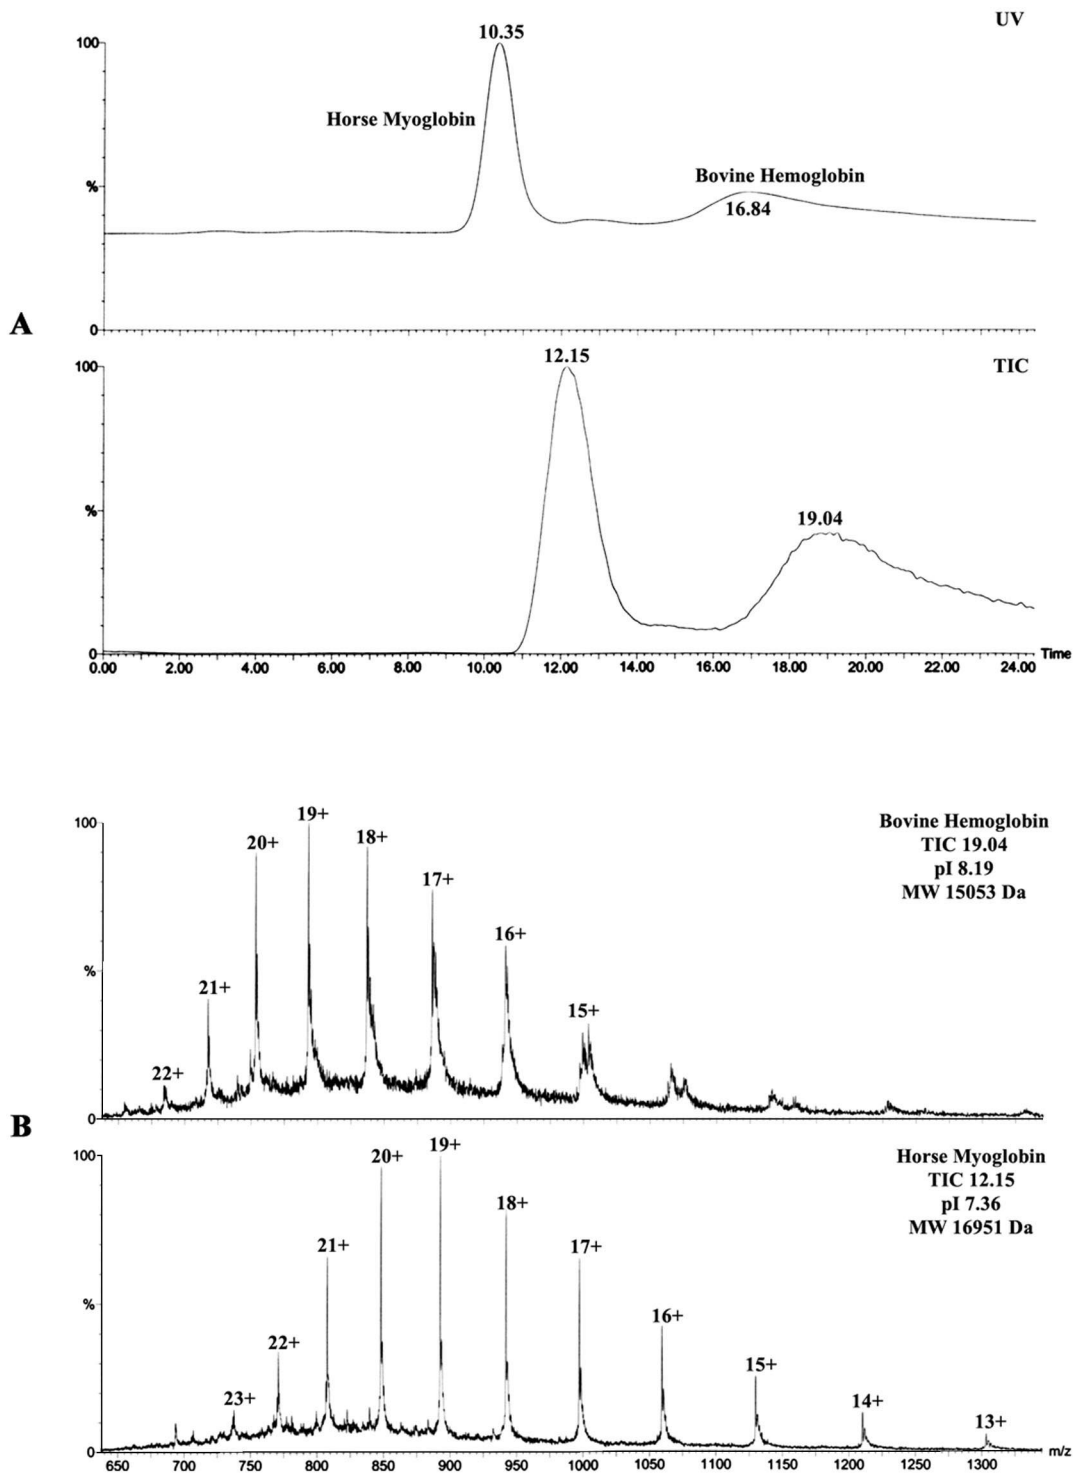 UV
100
10.35
Horse Myoglobin
Bovine Hemoglobin
16.84
%
0
A
TIC
100
12.15
%
19.04
0
0.00 2.00 4.00 6.00 8.00 10.00 12.00 14.00 16.00 18.00 20.00 22.00 24.00 Time
100
19+
20+
18+
17+
16+
21+
15+
22+
%
0
Bovine Hemoglobin
TIC 19.04
pI 8.19
MW 15053 Da
B
100
19+
20+
18+
21+
17+
16+
22+
15+
23+
14+
13+
%
0
Horse Myoglobin
TIC 12.15
pI 7.36
MW 16951 Da
650 700 750 800 850 900 950 1000 1050 1100 1150 1200 1250 1300 m/z